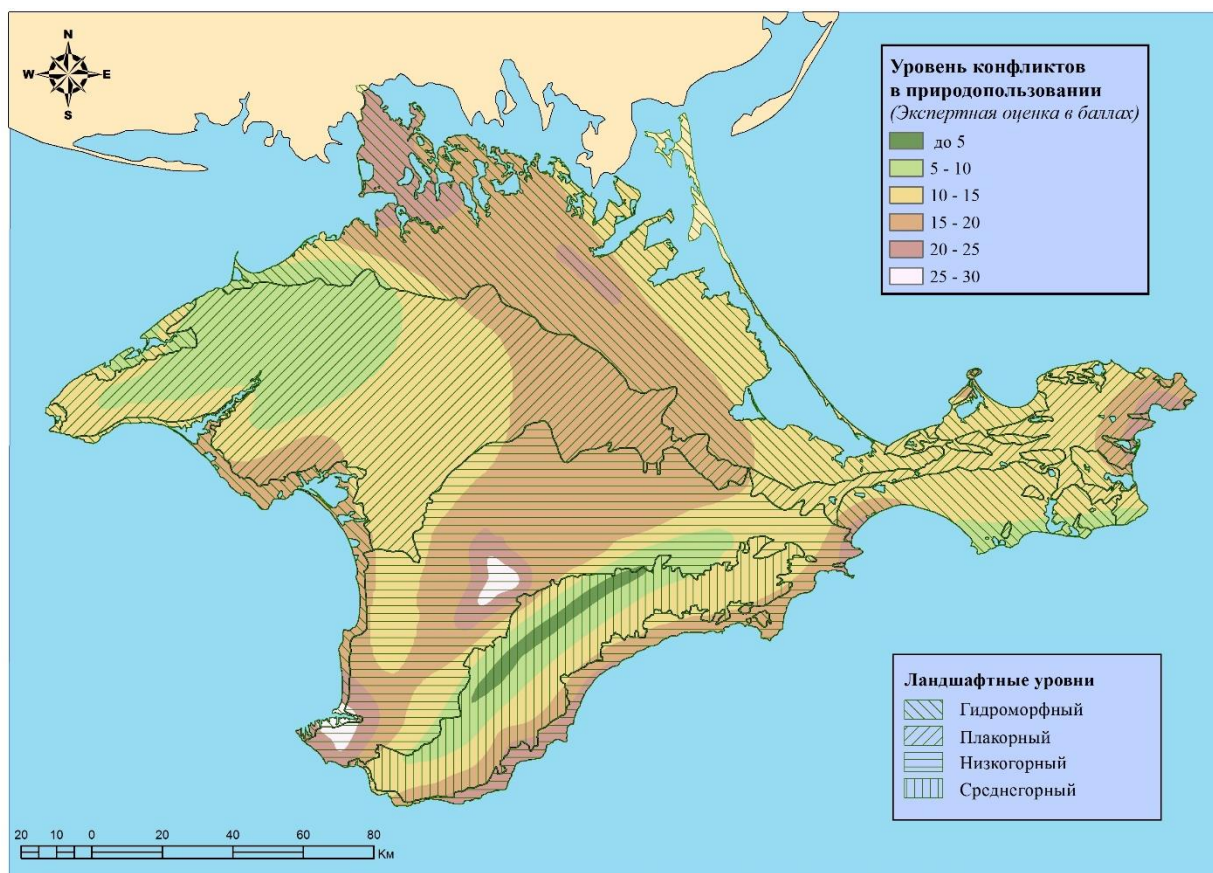 N
W E
S
Уровень конфликтов
в природопользовании
(Экспертная оценка в баллах)
до 5
5 - 10
10 - 15
15 - 20
20 - 25
25 - 30
Ландшафтные уровни
Гидроморфный
Плакорный
Низкогорный
Среднегорный
20 10 0 20 40 60 80
Км